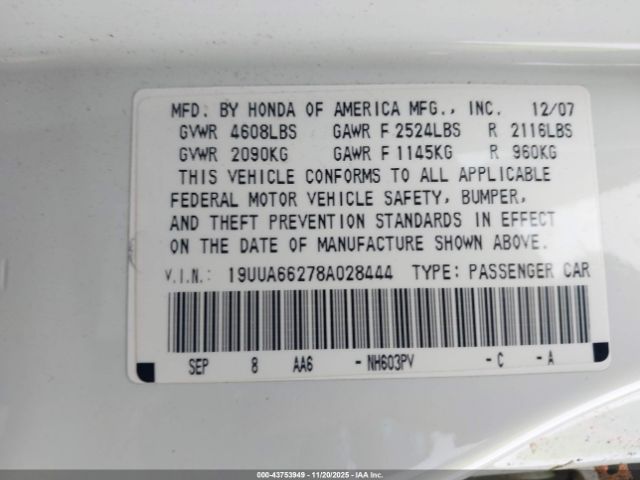 MFD. BY HONDA OF AMERICA MFG., INC. 12/07
GVWR 4608LBS GAWR F 2524LBS R 2116LBS
GVWR 2090KG GAWR F 1145KG R 960KG
THIS VEHICLE CONFORMS TO ALL APPLICABLE
FEDERAL MOTOR VEHICLE SAFETY, BUMPER,
AND THEFT PREVENTION STANDARDS IN EFFECT
ON THE DATE OF MANUFACTURE SHOWN ABOVE.
V.I.N.: 19UUA66278A028444 TYPE: PASSENGER CAR
SEP 8 AA6 -NH603PV -C -A
000-43753949 - 11/20/2025 - IAA Inc.